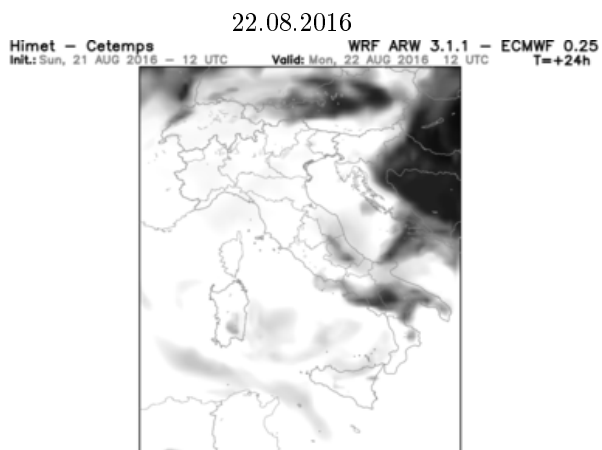 22.08.2016
Himet - Cetemps WRF ARW 3.1.1 - ECMWF 0.25
Init.: Sun, 21 AUG 2016 - 12 UTC Valid: Mon, 22 AUG 2016 12 UTC T=+24h